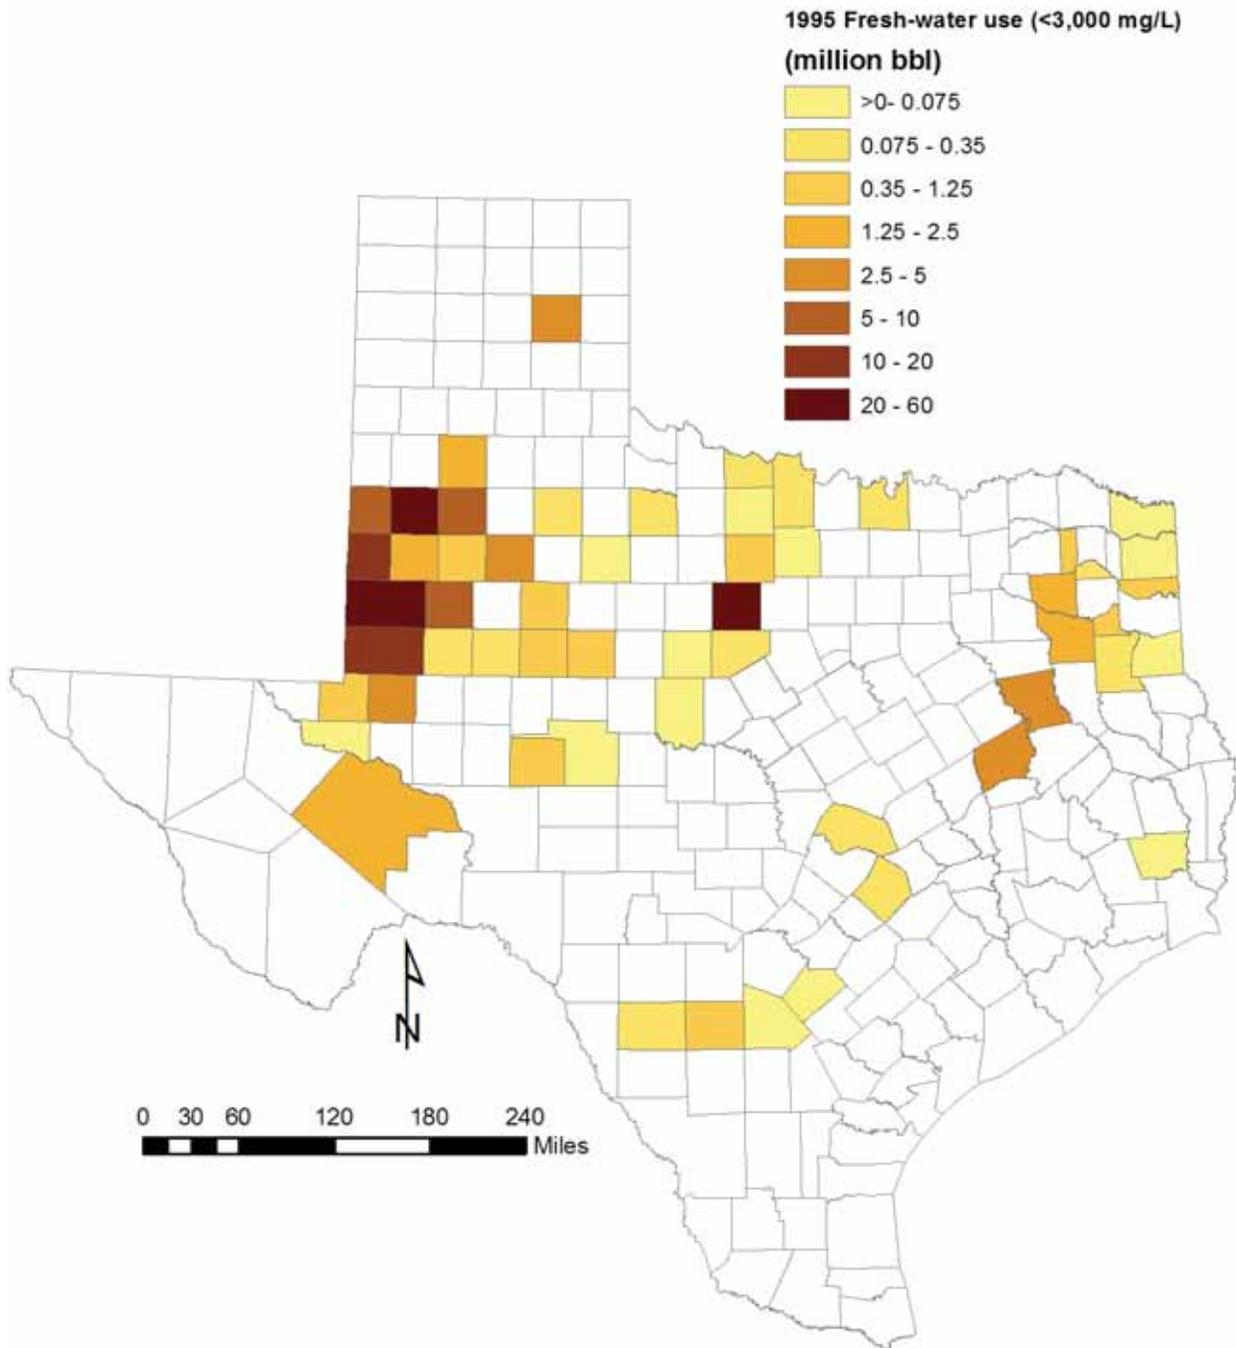 1995 Fresh-water use (<3,000 mg/L)
(million bbl)
>0- 0.075
0.075 - 0.35
0.35 - 1.25
1.25 - 2.5
2.5 - 5
5 - 10
10 - 20
20 - 60
N
0 30 60 120 180 240
Miles